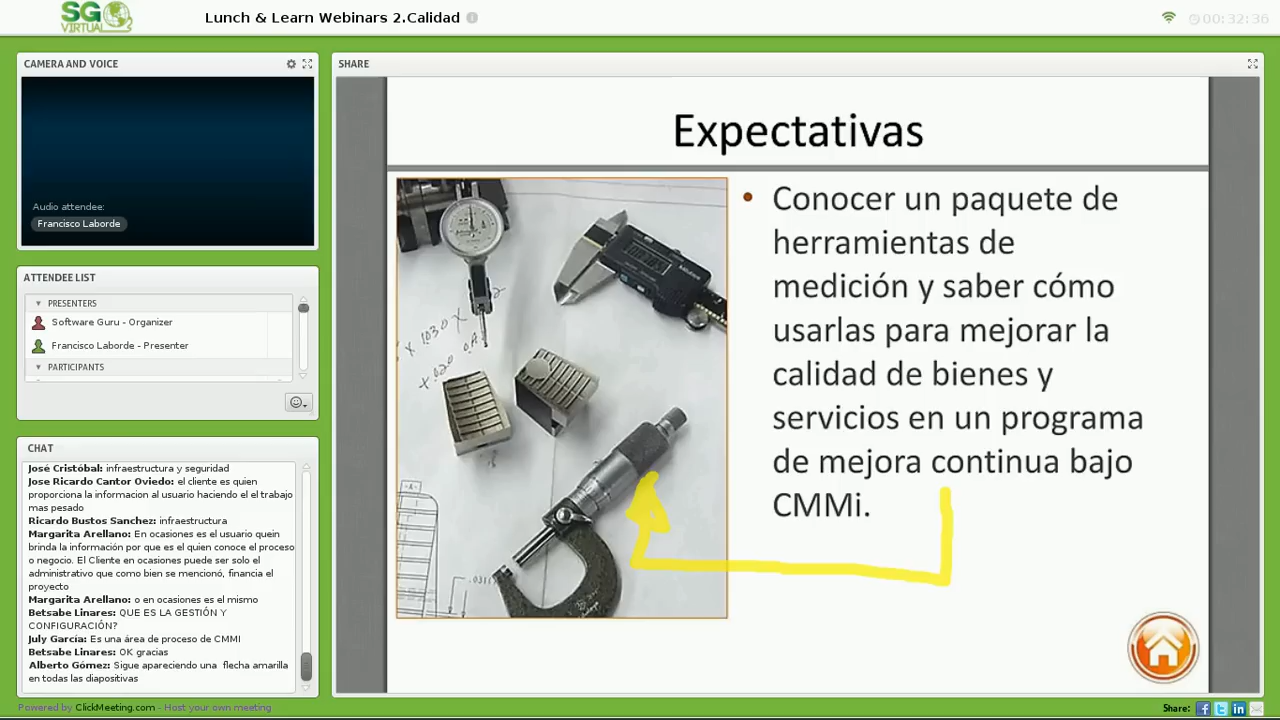 SG
VIRTUAL
Lunch & Learn Webinars 2.Calidad
00:32:36
CAMERA AND VOICE
Audio attendee:
Francisco Laborde
ATTENDEE LIST
PRESENTERS
Software Guru - Organizer
Francisco Laborde - Presenter
PARTICIPANTS
CHAT
José Cristóbal: infraestructura y seguridad
Jose Ricardo Cantor Oviedo: el cliente es quien
proporciona la informacion al usuario haciendo el trabajo
mas pesado
Ricardo Bustos Sanchez: infraestructura
Margarita Arellano: En ocasiones es el usuario quein
brinda la información por que es el quien conoce el proceso
o negocio. El Cliente en ocasiones puede ser solo el
administrativo que como bien se mencionó, financia el
proyecto
Margarita Arellano: o en ocasiones es el mismo
Betsabe Linares: QUE ES LA GESTIÓN Y
CONFIGURACIÓN?
July García: Es una área de proceso de CMMI
Betsabe Linares: OK gracias
Alberto Gómez: Sigue apareciendo una flecha amarilla
en todas las diapositivas
SHARE
Expectativas
• Conocer un paquete de
herramientas de
medición y saber cómo
usarlas para mejorar la
calidad de bienes y
servicios en un programa
de mejora continua bajo
CMMi.
Powered by ClickMeeting.com - Host your own meeting
Share: